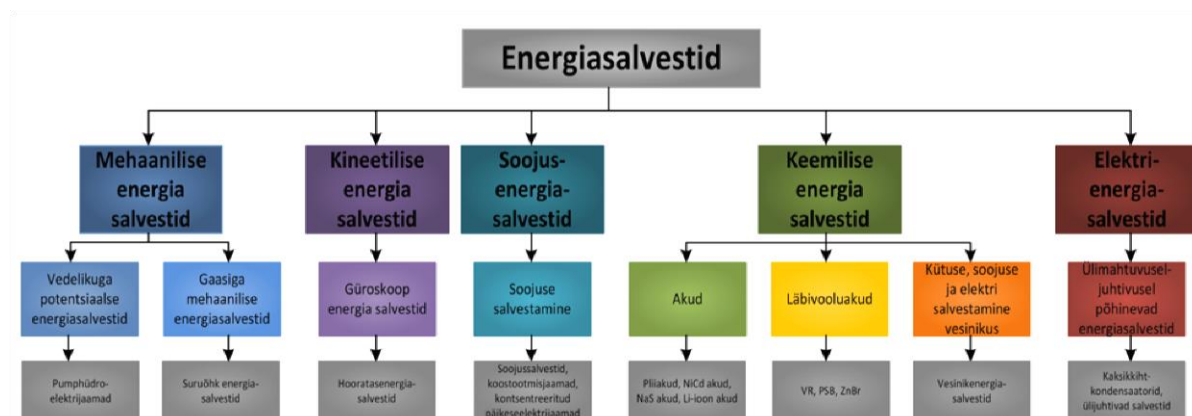 Energiasalvestid
Mehaanilise
energia
salvestid
Kineetilise
energia
salvestid
Soojus-
energia-
salvestid
Keemilise
energia
salvestid
Elektri-
energia-
salvestid
Vedelikuga
potentsiaalse
energiasalvestid
Gaasiga
mehaanilise
energiasalvestid
Güroskoop
energia salvestid
Soojuse
salvestamine
Akud
Läbivooluakud
Kütuse, soojuse
ja elektri
salvestamine
vesinikus
Ülimahtuvusel-
juhtivusel
põhinevad
energiasalvestid
Pumphüdro-
elektrijaamad
Suruõhk energia-
salvestid
Hooratasenergia-
salvestid
Soojussalvestid,
koostootmisjaamad,
kontsentreeritud
päikeseelektrijaamad
Pliiakud, NiCd akud,
NaS akud, Li-ioon akud
VR, PSB, ZnBr
Vesinikenergia-
salvestid
Kaksikkiht-
kondensaatorid,
ülijuhtivad salvestid